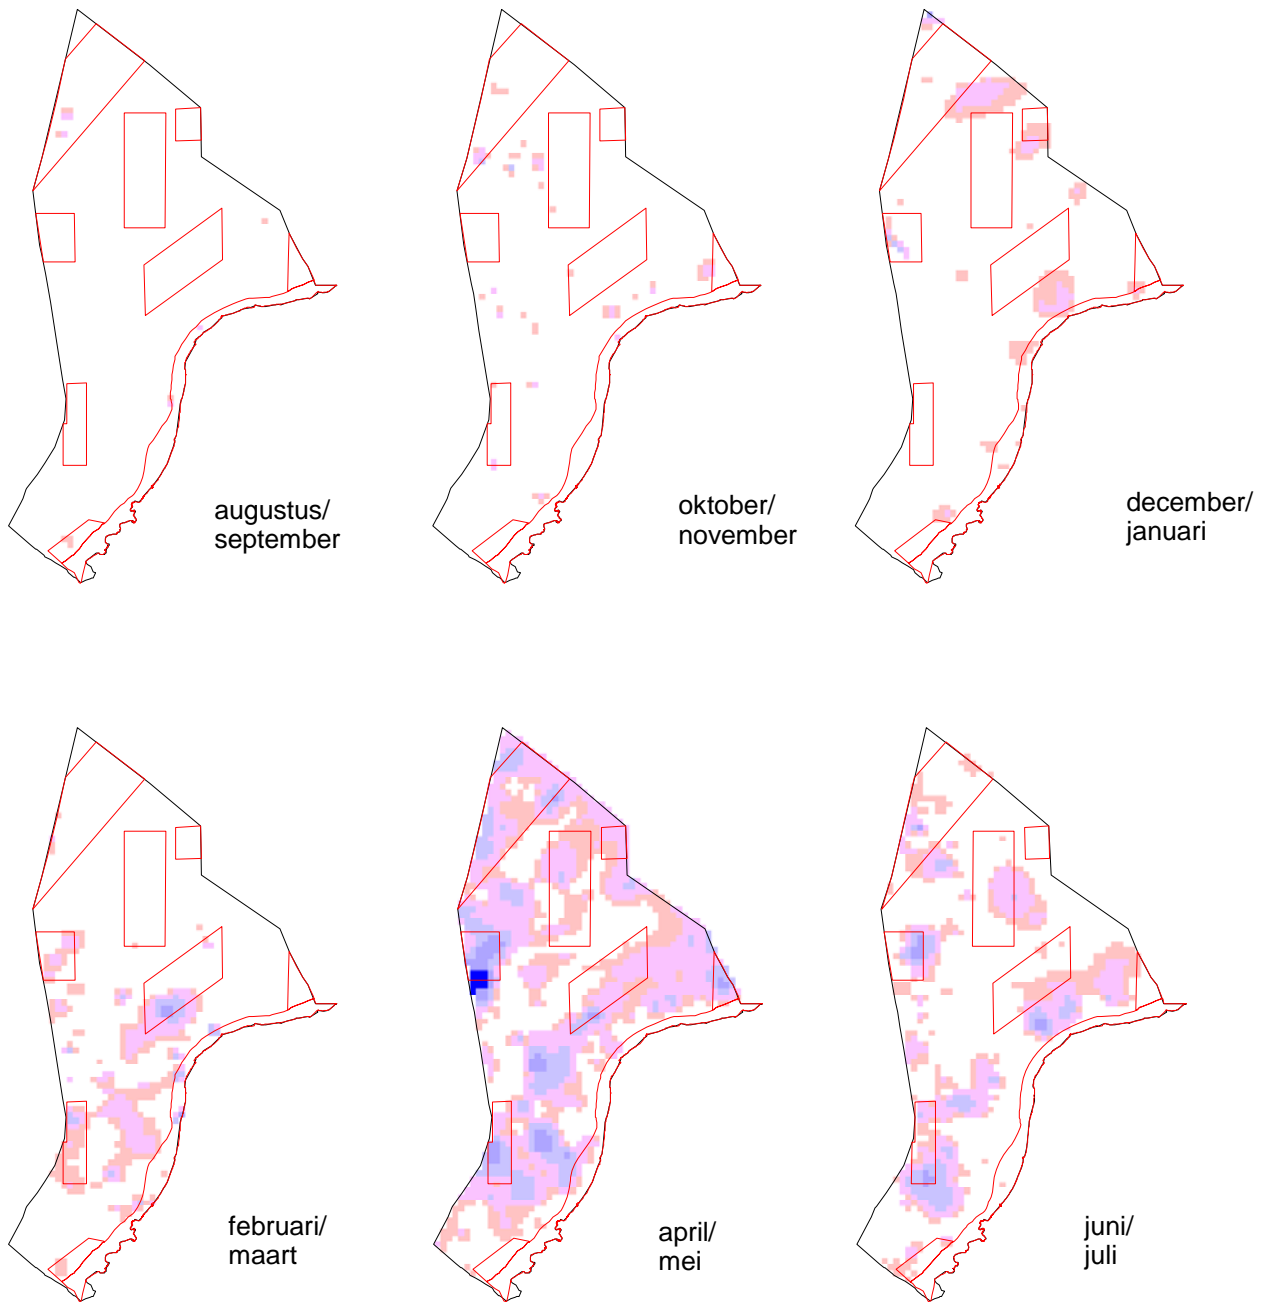 augustus/
september
oktober/
november
december/
januari
februari/
maart
april/
mei
juni/
juli